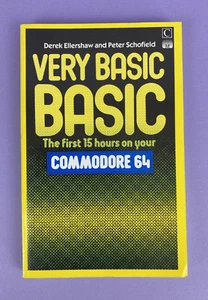 Derek Ellershaw and Peter Schofield
C
VERY BASIC
BASIC
The first 15 hours on your
COMMODORE 64